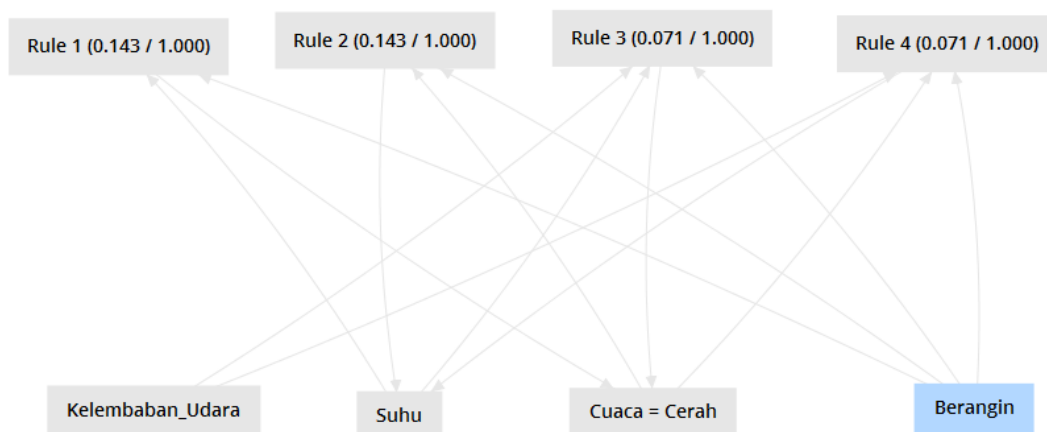 Rule 1 (0.143 / 1.000)
Rule 2 (0.143 / 1.000)
Rule 3 (0.071 / 1.000)
Rule 4 (0.071 / 1.000)
Kelembaban_Udara
Suhu
Cuaca = Cerah
Berangin